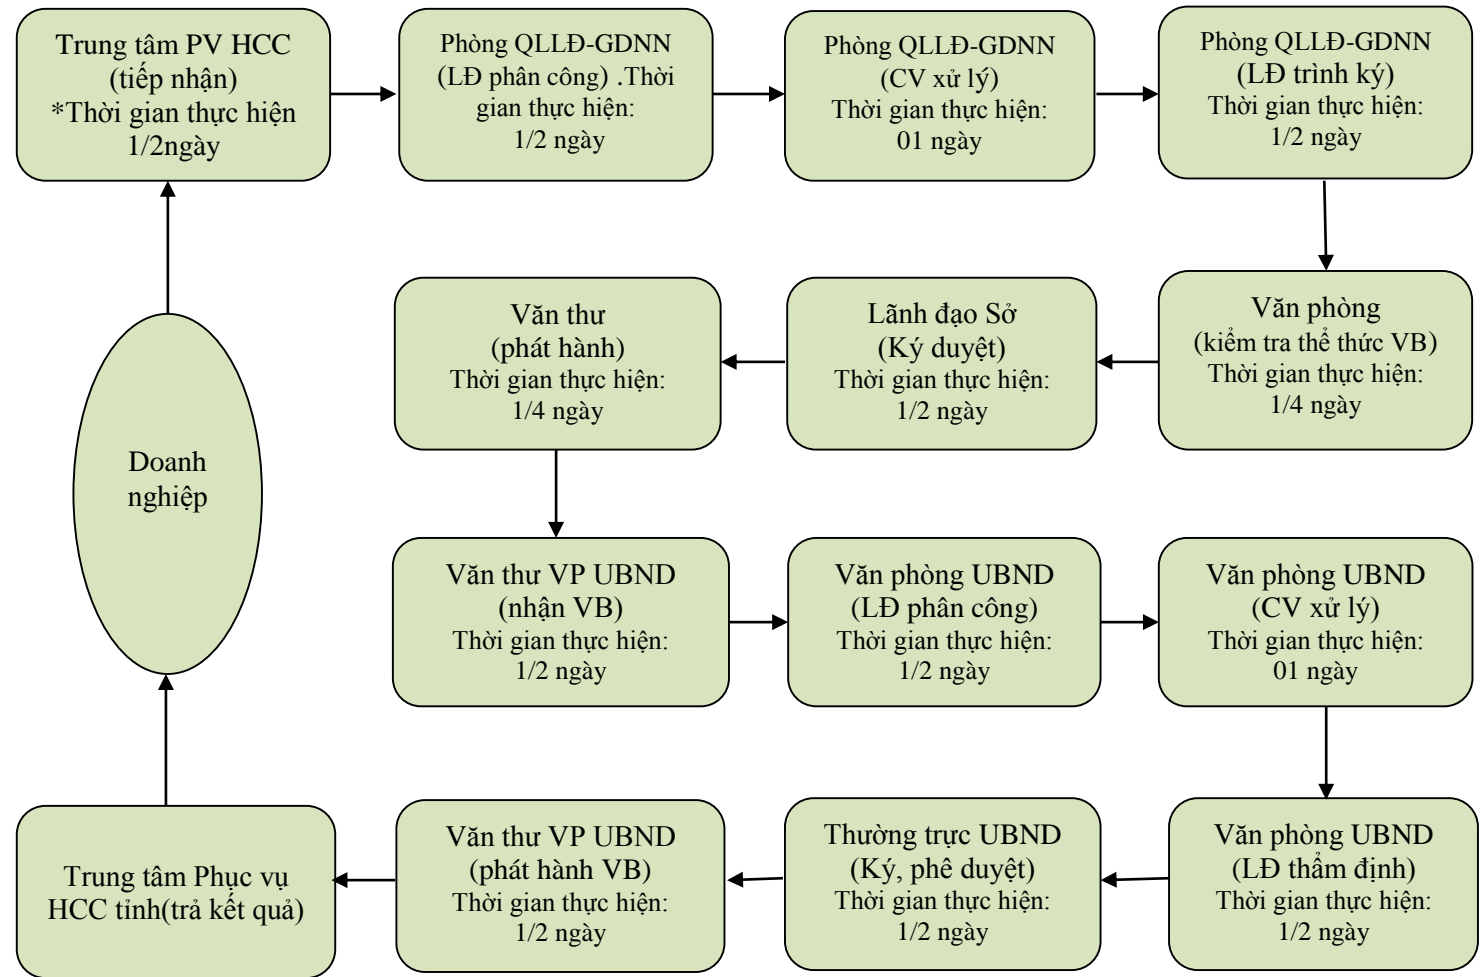 Trung tâm PV HCC
(tiếp nhận)
*Thời gian thực hiện
1/2ngày
Phòng QLLĐ-GDNN
(LĐ phân công) .Thời
gian thực hiện:
1/2 ngày
Phòng QLLĐ-GDNN
(CV xử lý)
Thời gian thực hiện:
01 ngày
Phòng QLLĐ-GDNN
(LĐ trình ký)
Thời gian thực hiện:
1/2 ngày
Văn phòng
(kiểm tra thể thức VB)
Thời gian thực hiện:
1/4 ngày
Lãnh đạo Sở
(Ký duyệt)
Thời gian thực hiện:
1/2 ngày
Văn thư
(phát hành)
Thời gian thực hiện:
1/4 ngày
Văn thư VP UBND
(nhận VB)
Thời gian thực hiện:
1/2 ngày
Văn phòng UBND
(LĐ phân công)
Thời gian thực hiện:
1/2 ngày
Văn phòng UBND
(CV xử lý)
Thời gian thực hiện:
01 ngày
Văn phòng UBND
(LĐ thẩm định)
Thời gian thực hiện:
1/2 ngày
Thường trực UBND
(Ký, phê duyệt)
Thời gian thực hiện:
1/2 ngày
Văn thư VP UBND
(phát hành VB)
Thời gian thực hiện:
1/2 ngày
Trung tâm Phục vụ
HCC tỉnh(trả kết quả)
Doanh
nghiệp